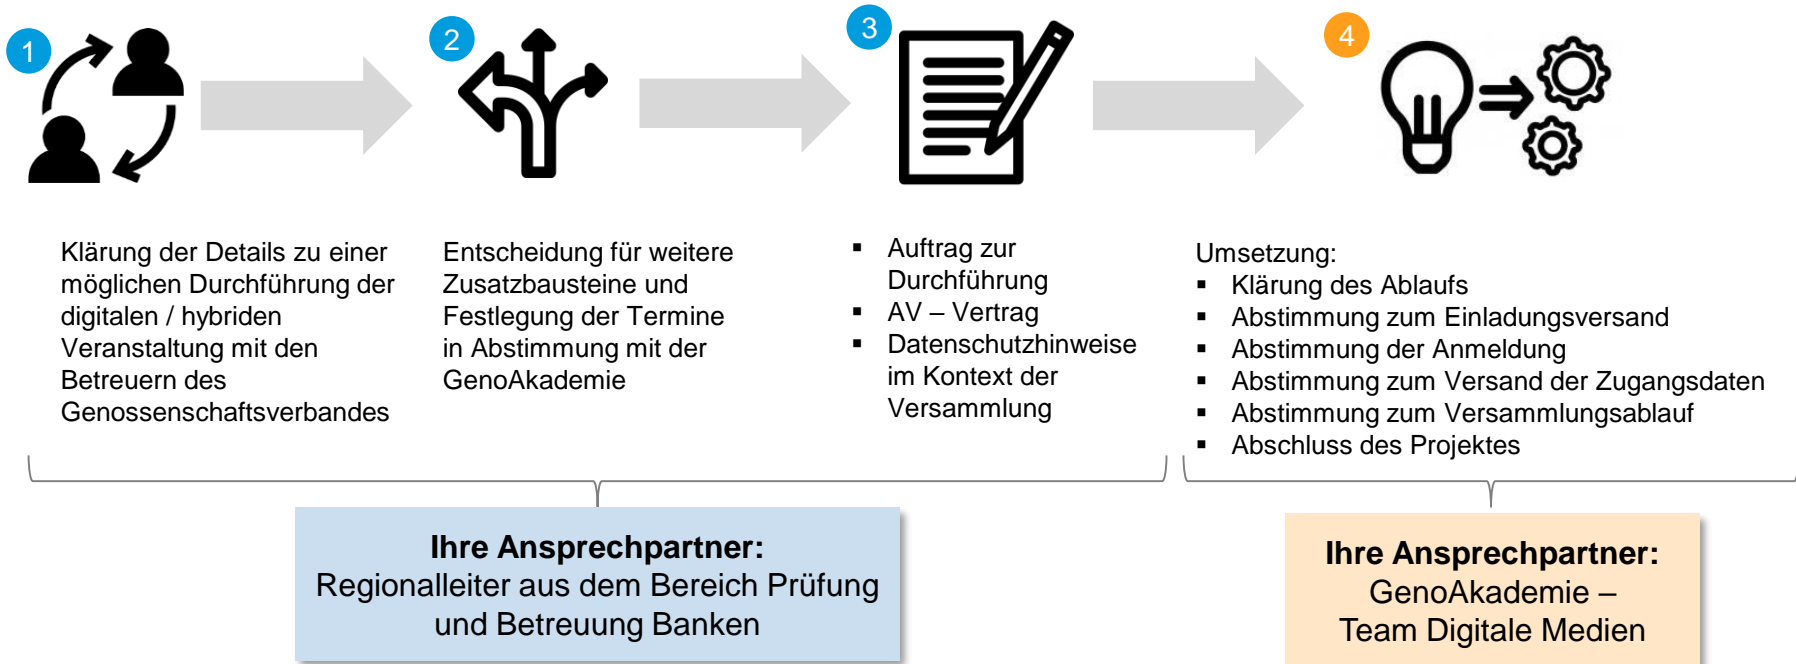 1
2
3
4
Klärung der Details zu einer
möglichen Durchführung der
digitalen / hybriden
Veranstaltung mit den
Betreuern des
Genossenschaftsverbandes
Entscheidung für weitere
Zusatzbausteine und
Festlegung der Termine
in Abstimmung mit der
GenoAkademie
▪ Auftrag zur
Durchführung
▪ AV – Vertrag
▪ Datenschutzhinweise
im Kontext der
Versammlung
Umsetzung:
▪ Klärung des Ablaufs
▪ Abstimmung zum Einladungsversand
▪ Abstimmung der Anmeldung
▪ Abstimmung zum Versand der Zugangsdaten
▪ Abstimmung zum Versammlungsablauf
▪ Abschluss des Projektes
Ihre Ansprechpartner:
Regionalleiter aus dem Bereich Prüfung
und Betreuung Banken
Ihre Ansprechpartner:
GenoAkademie –
Team Digitale Medien